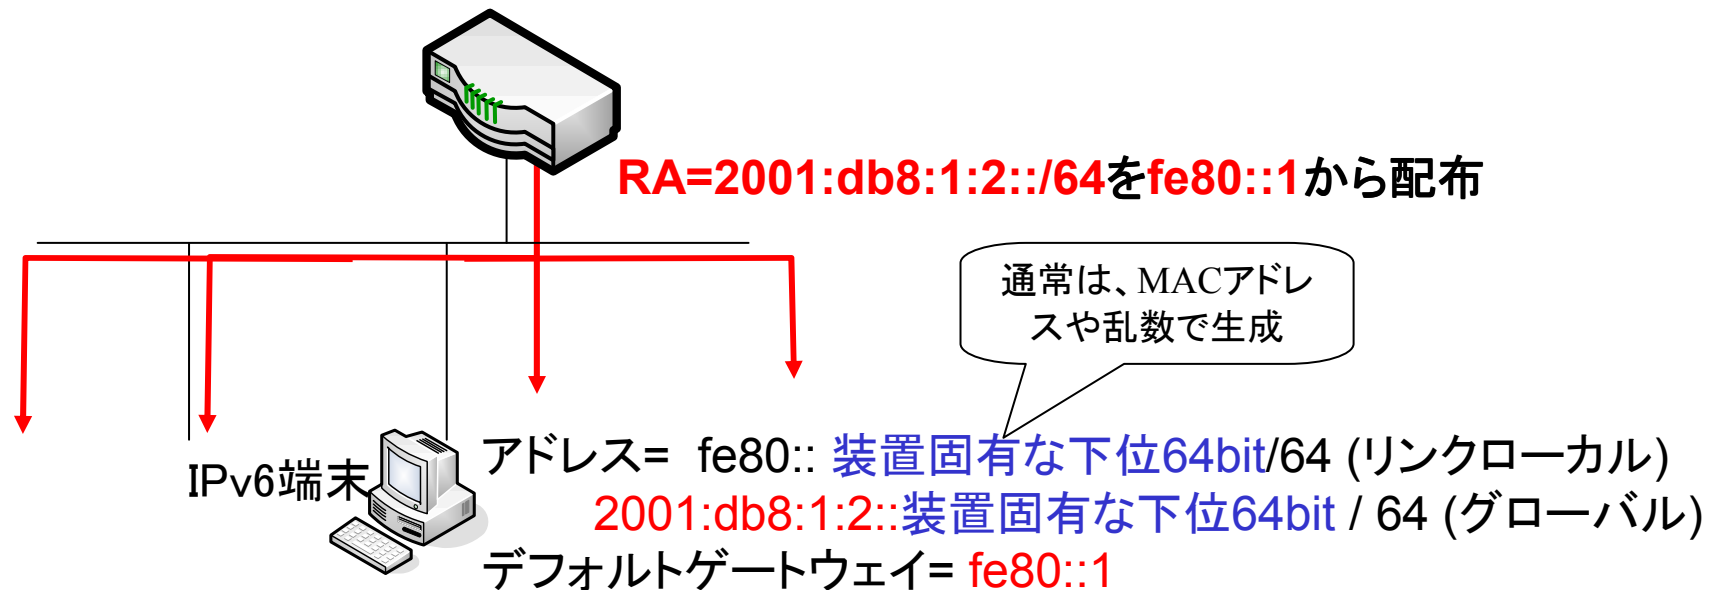 RA=2001:db8:1:2::/64をfe80::1から配布
通常は、MACアドレ
スや乱数で生成
IPv6端末
アドレス= fe80:: 装置固有な下位64bit/64 (リンクローカル)
2001:db8:1:2::装置固有な下位64bit / 64 (グローバル)
デフォルトゲートウェイ= fe80::1